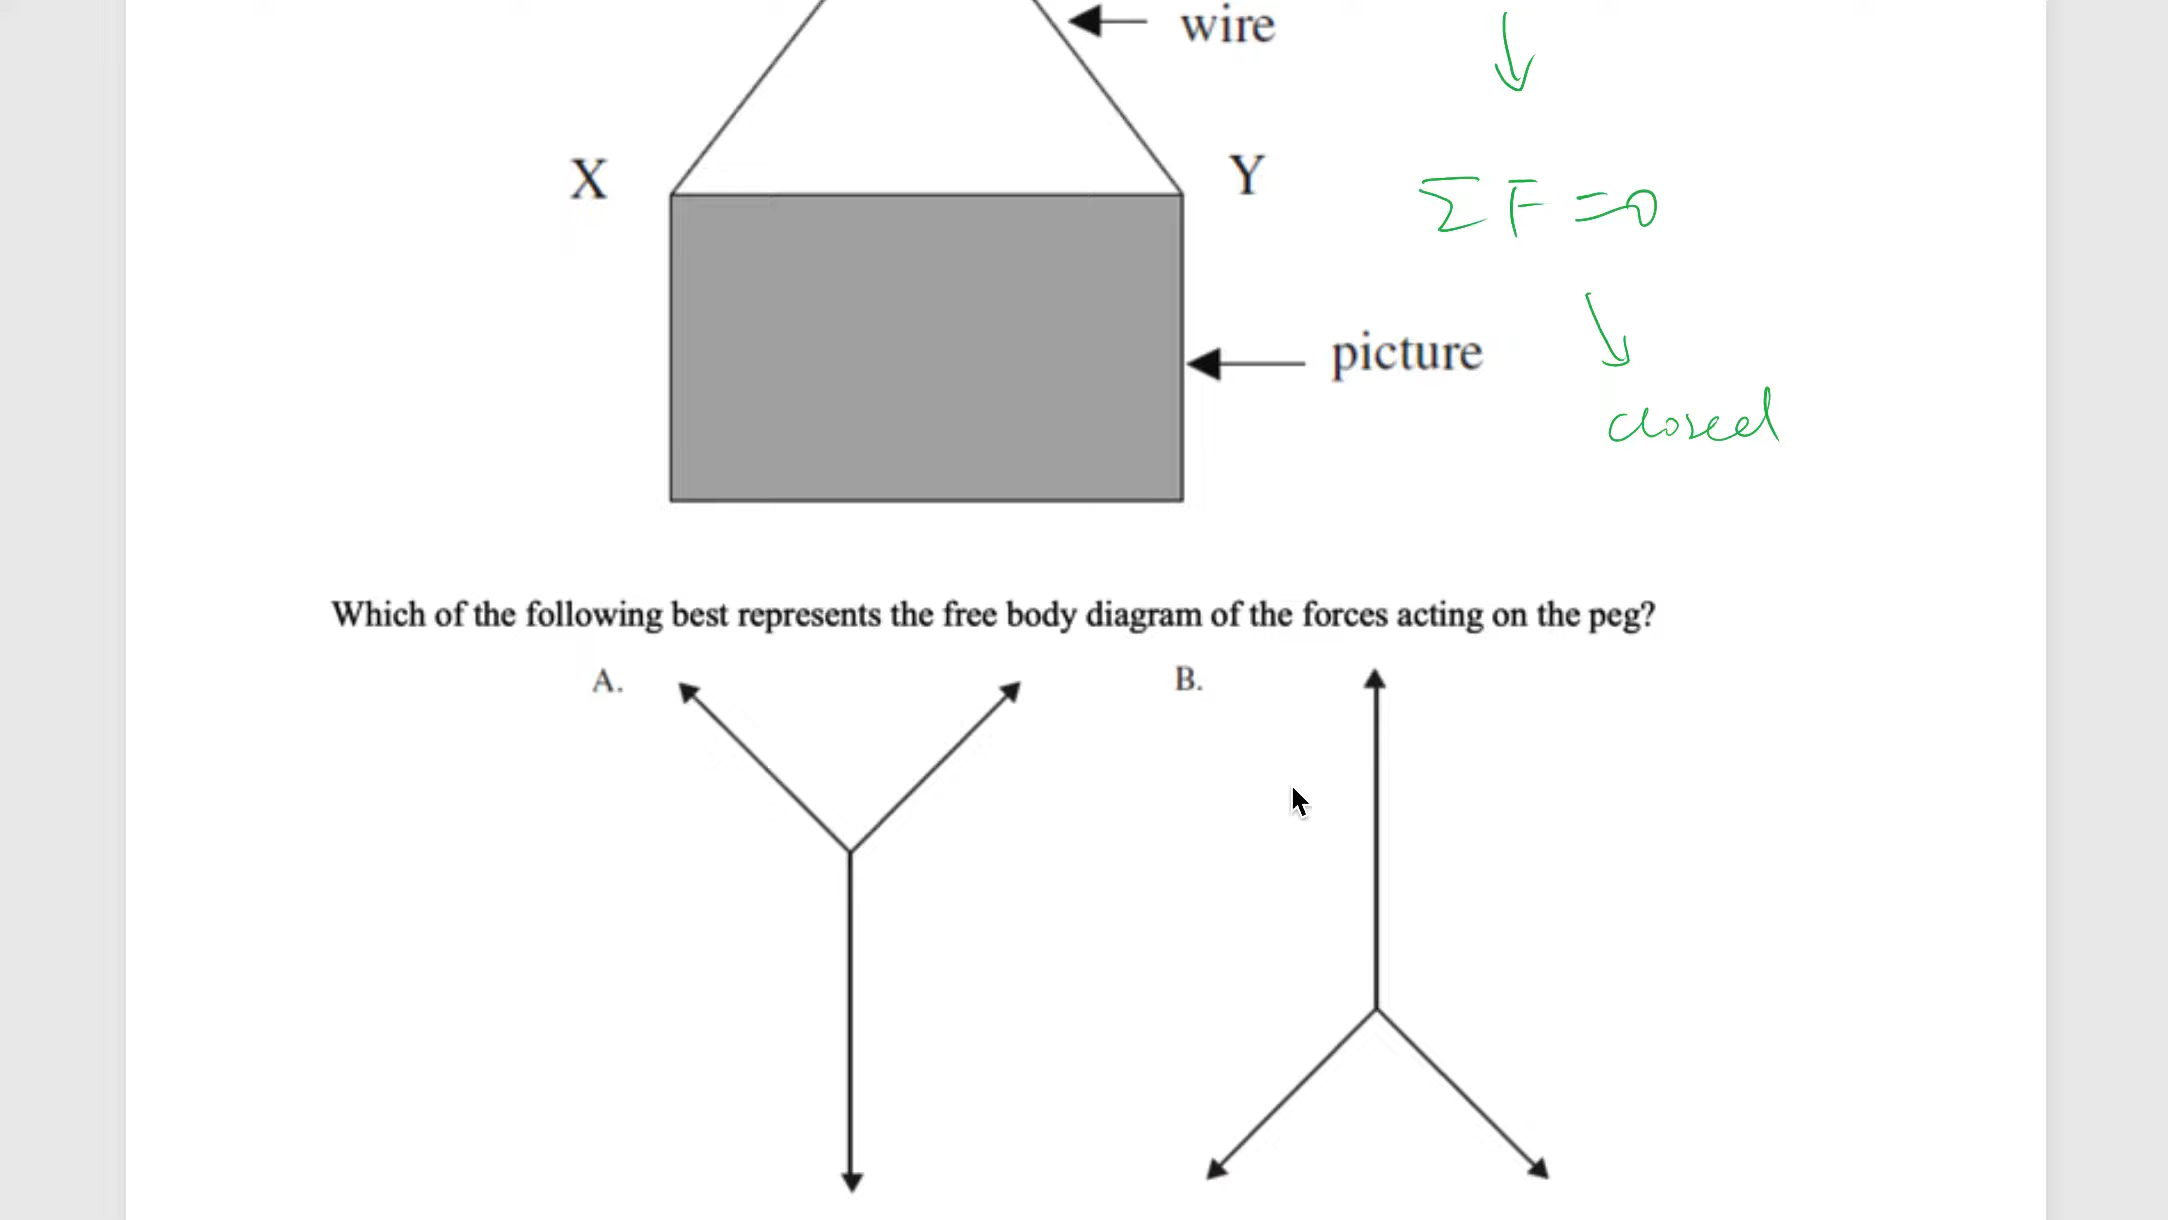 wire
X
Y
Σ F = 0
picture
closed
Which of the following best represents the free body diagram of the forces acting on the peg?
A.
B.